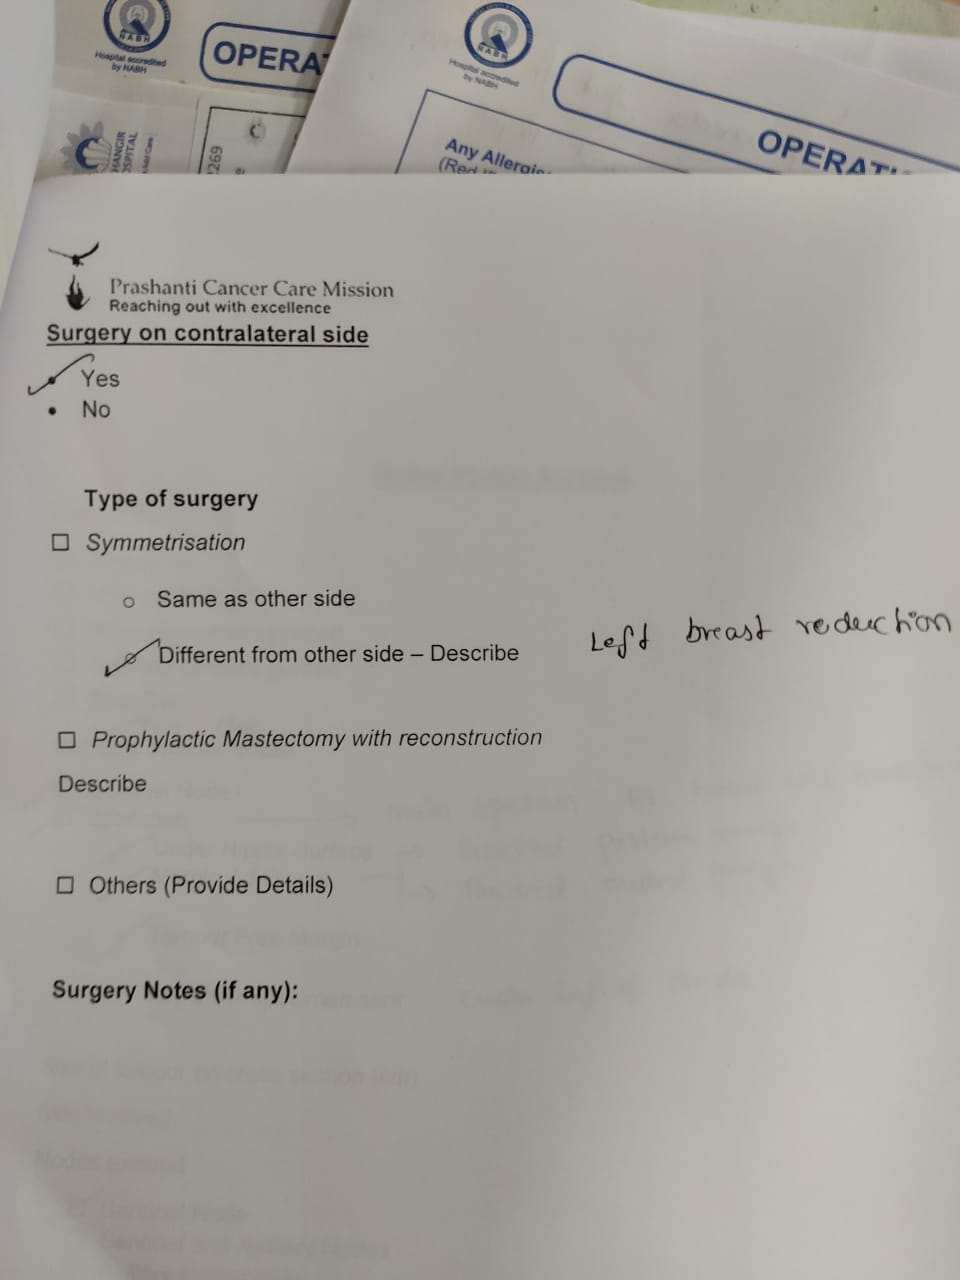 NABH
Hospital accredited
by NABH
OPERA
NABH
Hospital accredited
by NABH
OPERATI
HANGIR
OSPITAL
269
Any Allergi
(Red
Prashanti Cancer Care Mission
Reaching out with excellence
Surgery on contralateral side
Yes
• No
Type of surgery
☐ Symmetrisation
o Same as other side
Different from other side – Describe Left breast reduction
☐ Prophylactic Mastectomy with reconstruction
Describe
☐ Others (Provide Details)
Surgery Notes (if any):